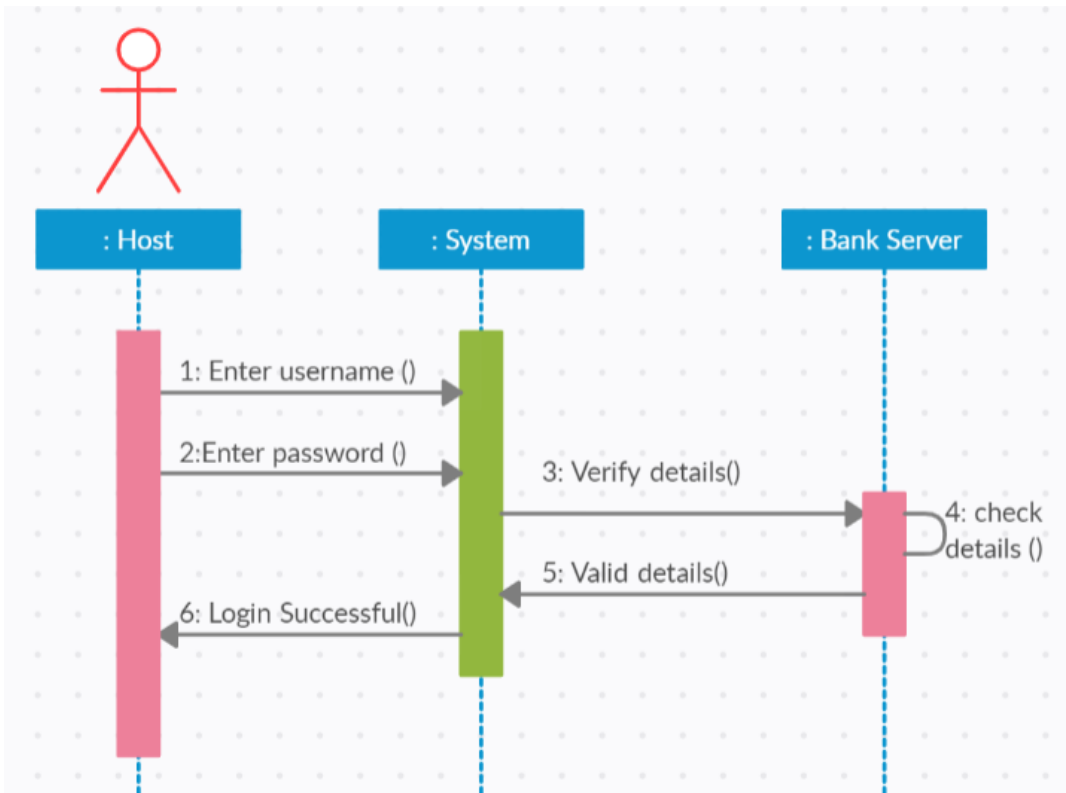 : Host
: System
: Bank Server
1: Enter username ()
2:Enter password ()
3: Verify details()
4: check
details ()
5: Valid details()
6: Login Successful()